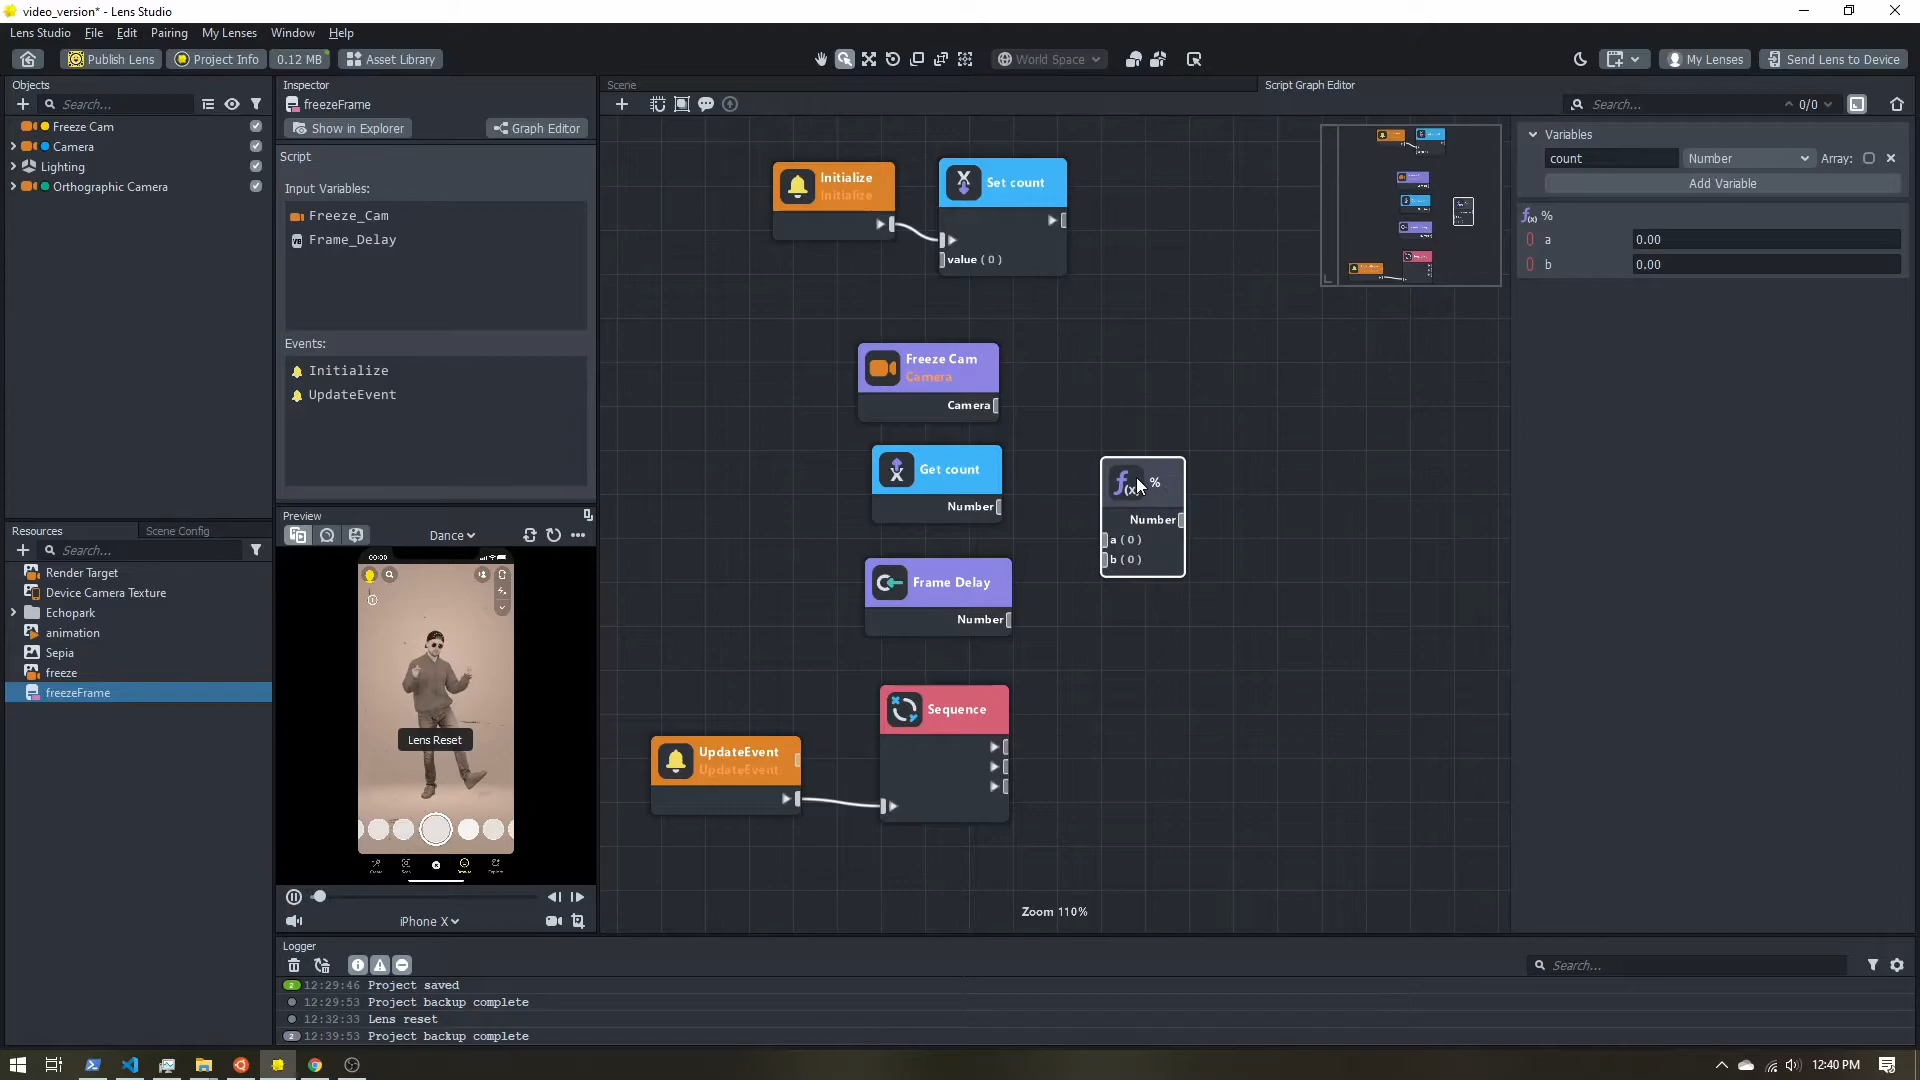 video_version* - Lens Studio
Lens Studio File Edit Pairing My Lenses Window Help
Publish Lens Project Info 0.12 MB Asset Library World Space My Lenses Send Lens to Device
Objects
Search...
Freeze Cam
Camera
Lighting
Orthographic Camera
Resources Scene Config
Search...
Render Target
Device Camera Texture
Echopark
animation
Sepia
freeze
freezeFrame
Inspector
freezeFrame
Show in Explorer Graph Editor
Script
Input Variables:
Freeze_Cam
Frame_Delay
Events:
Initialize
UpdateEvent
Preview
Dance
00:00
Lens Reset
iPhone X
Scene Script Graph Editor
Search... 0/0
Initialize
Initialize
Set count
value ( 0 )
Freeze Cam
Camera
Camera
Get count
Number
f(x) %
Number
a ( 0 )
b ( 0 )
Frame Delay
Number
Sequence
UpdateEvent
UpdateEvent
Zoom 110%
Variables
count Number Array:
Add Variable
f(x) %
a 0.00
b 0.00
Logger
Search...
2 12:29:46 Project saved
12:29:53 Project backup complete
12:32:33 Lens reset
2 12:39:53 Project backup complete
12:40 PM